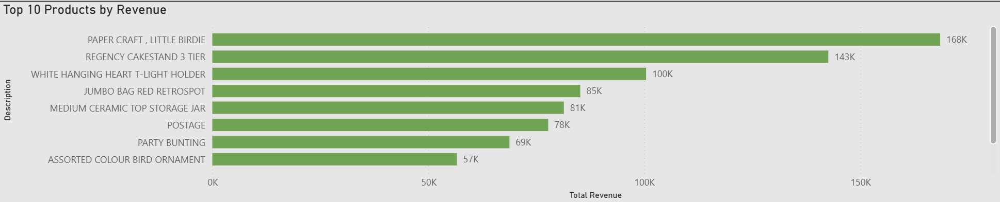 Top 10 Products by Revenue
Description
PAPER CRAFT , LITTLE BIRDIE 168K
REGENCY CAKESTAND 3 TIER 143K
WHITE HANGING HEART T-LIGHT HOLDER 100K
JUMBO BAG RED RETROSPOT 85K
MEDIUM CERAMIC TOP STORAGE JAR 81K
POSTAGE 78K
PARTY BUNTING 69K
ASSORTED COLOUR BIRD ORNAMENT 57K
0K 50K 100K 150K
Total Revenue